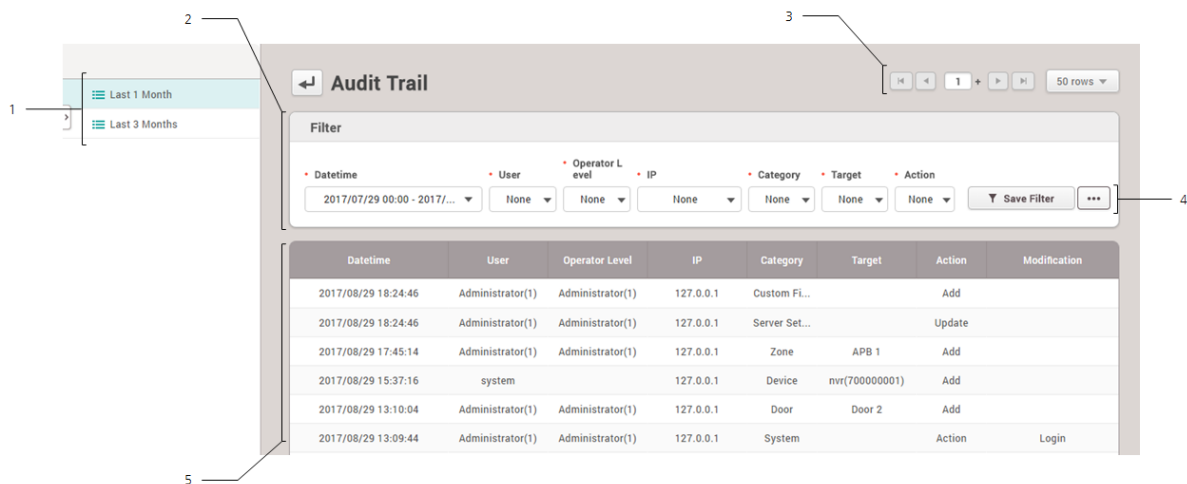 2
3
1
Last 1 Month
Last 3 Months
Audit Trail
1 +
50 rows
Filter
* Datetime * User * Operator L
evel * IP * Category * Target * Action
2017/07/29 00:00 - 2017/... None None None None None None Save Filter ...
4
Datetime User Operator Level IP Category Target Action Modification
2017/08/29 18:24:46 Administrator(1) Administrator(1) 127.0.0.1 Custom Fi... Add
2017/08/29 18:24:46 Administrator(1) Administrator(1) 127.0.0.1 Server Set... Update
2017/08/29 17:45:14 Administrator(1) Administrator(1) 127.0.0.1 Zone APB 1 Add
2017/08/29 15:37:16 system 127.0.0.1 Device nvr(700000001) Add
2017/08/29 13:10:04 Administrator(1) Administrator(1) 127.0.0.1 Door Door 2 Add
2017/08/29 13:09:44 Administrator(1) Administrator(1) 127.0.0.1 System Action Login
5